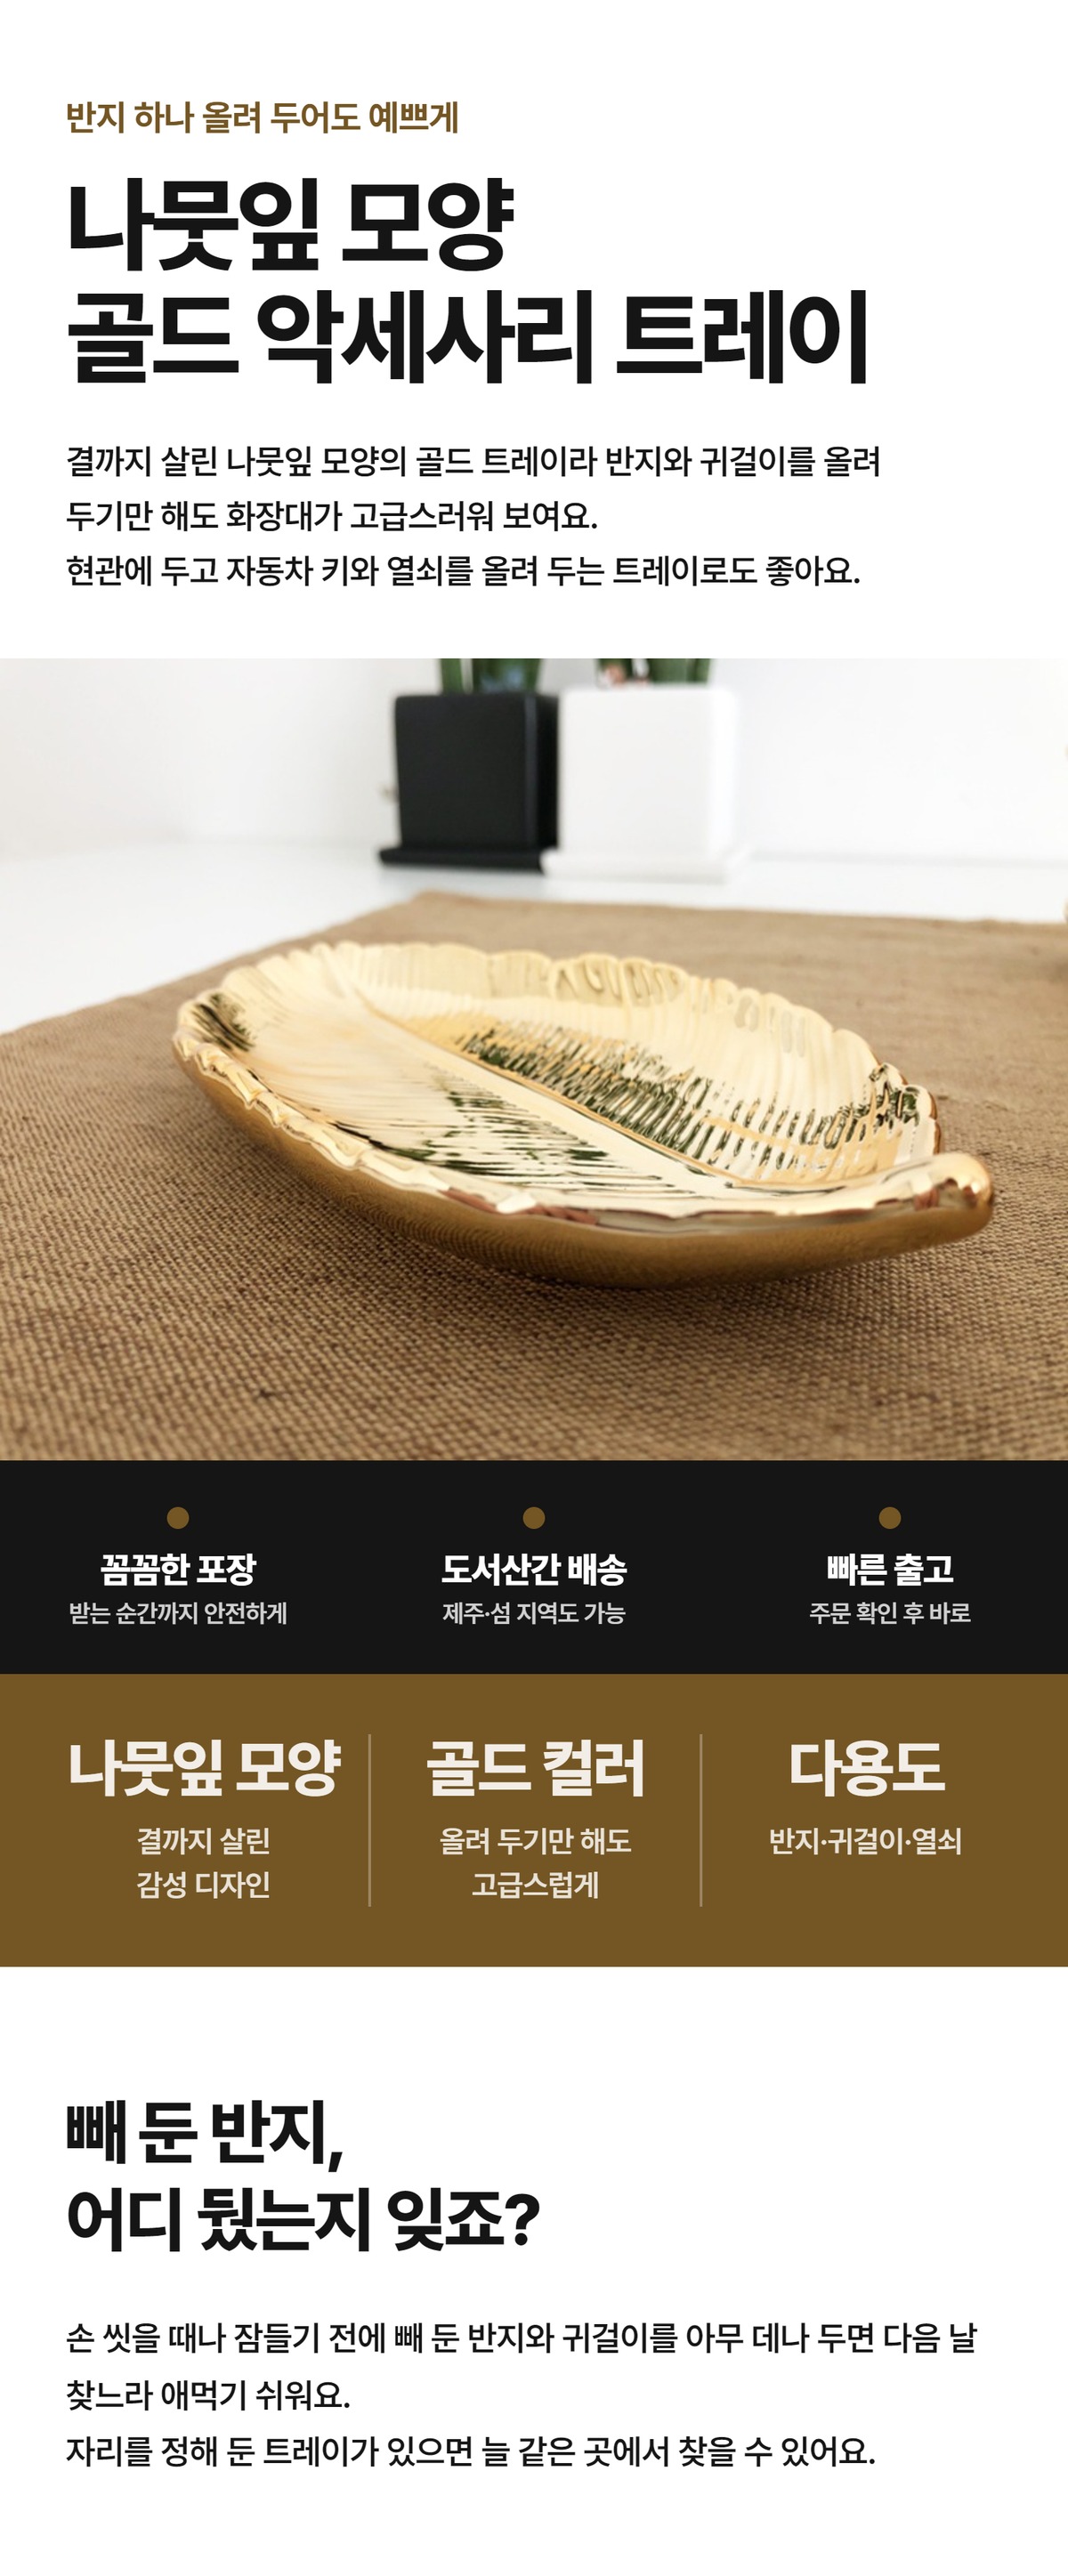 반지 하나 올려 두어도 예쁘게
나뭇잎 모양
골드 악세사리 트레이
결까지 살린 나뭇잎 모양의 골드 트레이라 반지와 귀걸이를 올려
두기만 해도 화장대가 고급스러워 보여요.
현관에 두고 자동차 키와 열쇠를 올려 두는 트레이로도 좋아요.
꼼꼼한 포장
받는 순간까지 안전하게
도서산간 배송
제주·섬 지역도 가능
빠른 출고
주문 확인 후 바로
나뭇잎 모양
결까지 살린
감성 디자인
골드 컬러
올려 두기만 해도
고급스럽게
다용도
반지·귀걸이·열쇠
빼 둔 반지,
어디 뒀는지 잊죠?
손 씻을 때나 잠들기 전에 빼 둔 반지와 귀걸이를 아무 데나 두면 다음 날
찾느라 애먹기 쉬워요.
자리를 정해 둔 트레이가 있으면 늘 같은 곳에서 찾을 수 있어요.